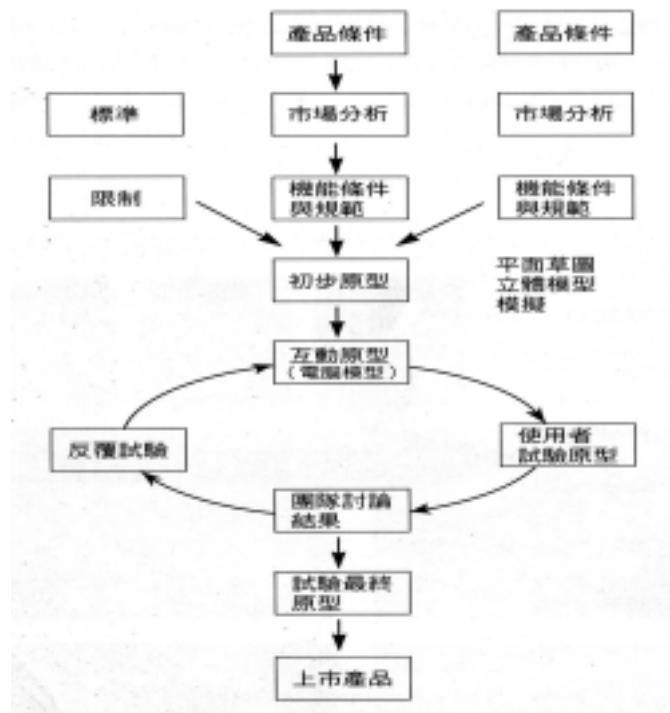 產品條件
產品條件
標準
市場分析
市場分析
限制
機能條件
與規範
機能條件
與規範
初步原型
平面草圖
立體模型
模擬
互動原型
(電腦模型)
反覆試驗
使用者
試驗原型
團隊討論
結果
試驗最終
原型
上市產品